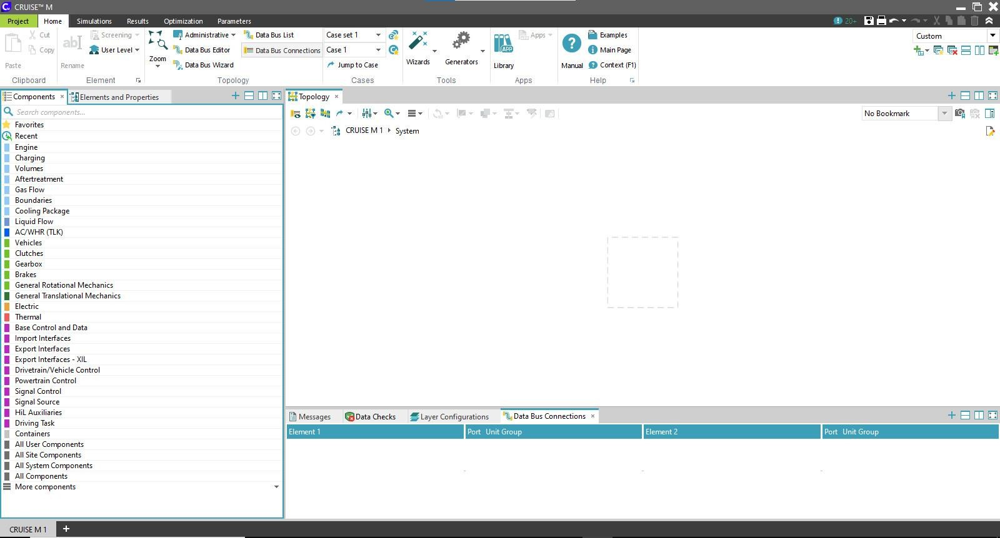 CRUISE™ M
Project Home Simulations Results Optimization Parameters 20+
Paste
Cut
Copy
Clipboard
abI
Rename
Screening
User Level
Element
Zoom
Administrative
Data Bus Editor
Data Bus Wizard
Data Bus List
Data Bus Connections
Topology
Case set 1
Case 1
Jump to Case
Cases
Wizards
Generators
Tools
APP
Library
Apps
Apps
Manual
Examples
Main Page
Context (F1)
Help
Custom
Components Elements and Properties
Search components...
Favorites
Recent
Engine
Charging
Volumes
Aftertreatment
Gas Flow
Boundaries
Cooling Package
Liquid Flow
AC/WHR (TLK)
Vehicles
Clutches
Gearbox
Brakes
General Rotational Mechanics
General Translational Mechanics
Electric
Thermal
Base Control and Data
Import Interfaces
Export Interfaces
Export Interfaces - XIL
Drivetrain/Vehicle Control
Powertrain Control
Signal Control
Signal Source
HiL Auxiliaries
Driving Task
Containers
All User Components
All Site Components
All System Components
All Components
More components
Topology
No Bookmark
CRUISE M 1 System
Messages Data Checks Layer Configurations Data Bus Connections
Element 1 Port Unit Group Element 2 Port Unit Group
CRUISE M 1 +